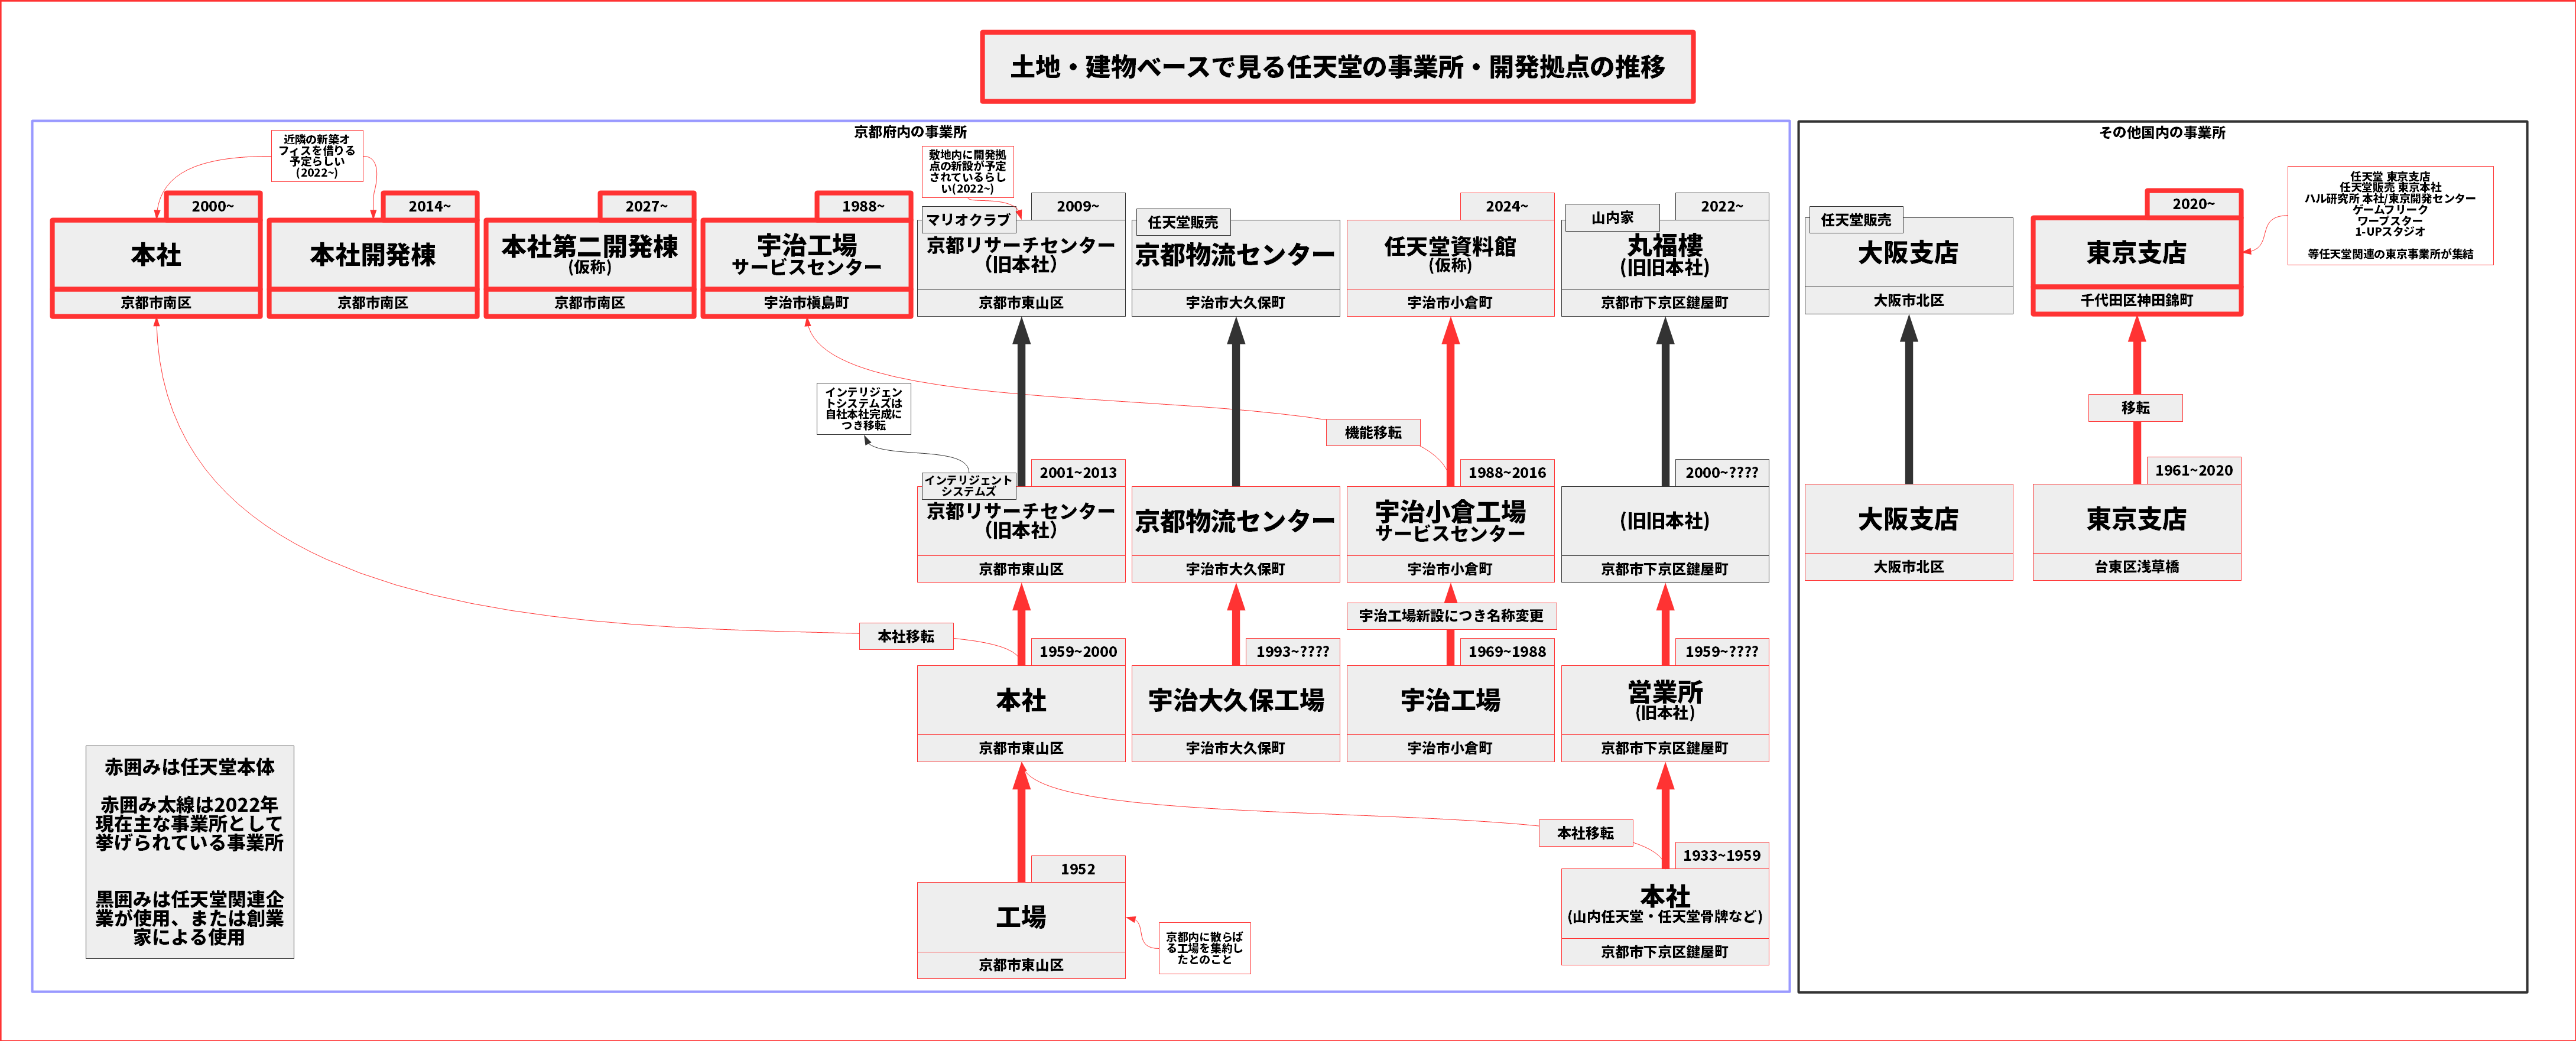 土地・建物ベースで見る任天堂の事業所・開発拠点の推移
京都府内の事業所
近隣の新築オ
フィスを借りる
予定らしい
(2022~)
敷地内に開発拠
点の新設が予定
されているらし
い(2022~)
2000~
本社
京都市南区
2014~
本社開発棟
京都市南区
2027~
本社第二開発棟
(仮称)
京都市南区
1988~
宇治工場
サービスセンター
宇治市槇島町
2009~
マリオクラブ
京都リサーチセンター
（旧本社）
京都市東山区
任天堂販売
京都物流センター
宇治市大久保町
2024~
任天堂資料館
(仮称)
宇治市小倉町
2022~
山内家
丸福樓
(旧旧本社)
京都市下京区鍵屋町
インテリジェン
トシステムズは
自社本社完成に
つき移転
機能移転
2001~2013
インテリジェント
システムズ
京都リサーチセンター
（旧本社）
京都市東山区
京都物流センター
宇治市大久保町
1988~2016
宇治小倉工場
サービスセンター
宇治市小倉町
2000~????
(旧旧本社)
京都市下京区鍵屋町
宇治工場新設につき名称変更
本社移転
1959~2000
本社
京都市東山区
1993~????
宇治大久保工場
宇治市大久保町
1969~1988
宇治工場
宇治市小倉町
1959~????
営業所
(旧本社)
京都市下京区鍵屋町
本社移転
1952
工場
京都市東山区
京都内に散らば
る工場を集約し
たとのこと
1933~1959
本社
(山内任天堂・任天堂骨牌など)
京都市下京区鍵屋町
赤囲みは任天堂本体
赤囲み太線は2022年
現在主な事業所として
挙げられている事業所
黒囲みは任天堂関連企
業が使用、または創業
家による使用
その他国内の事業所
任天堂販売
大阪支店
大阪市北区
2020~
東京支店
千代田区神田錦町
任天堂 東京支店
任天堂販売 東京本社
ハル研究所 本社/東京開発センター
ゲームフリーク
ワープスター
1-UPスタジオ
等任天堂関連の東京事業所が集結
移転
大阪支店
大阪市北区
1961~2020
東京支店
台東区浅草橋